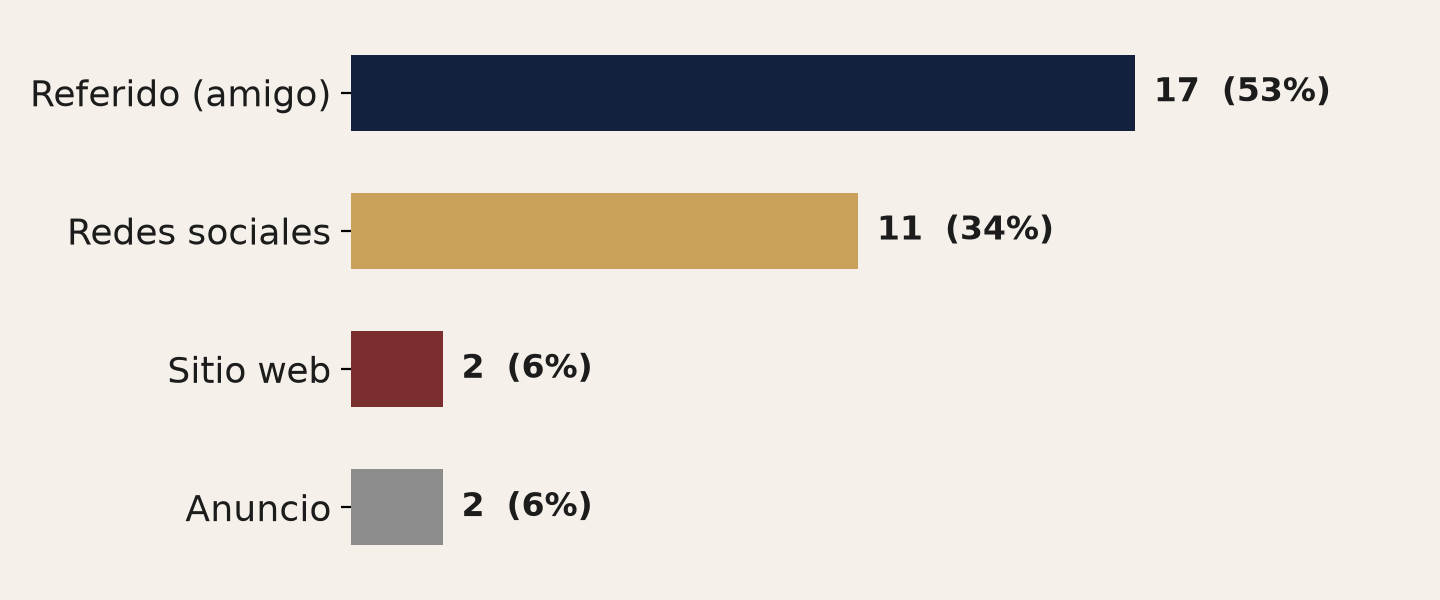 Referido (amigo) 17 (53%)
Redes sociales 11 (34%)
Sitio web 2 (6%)
Anuncio 2 (6%)